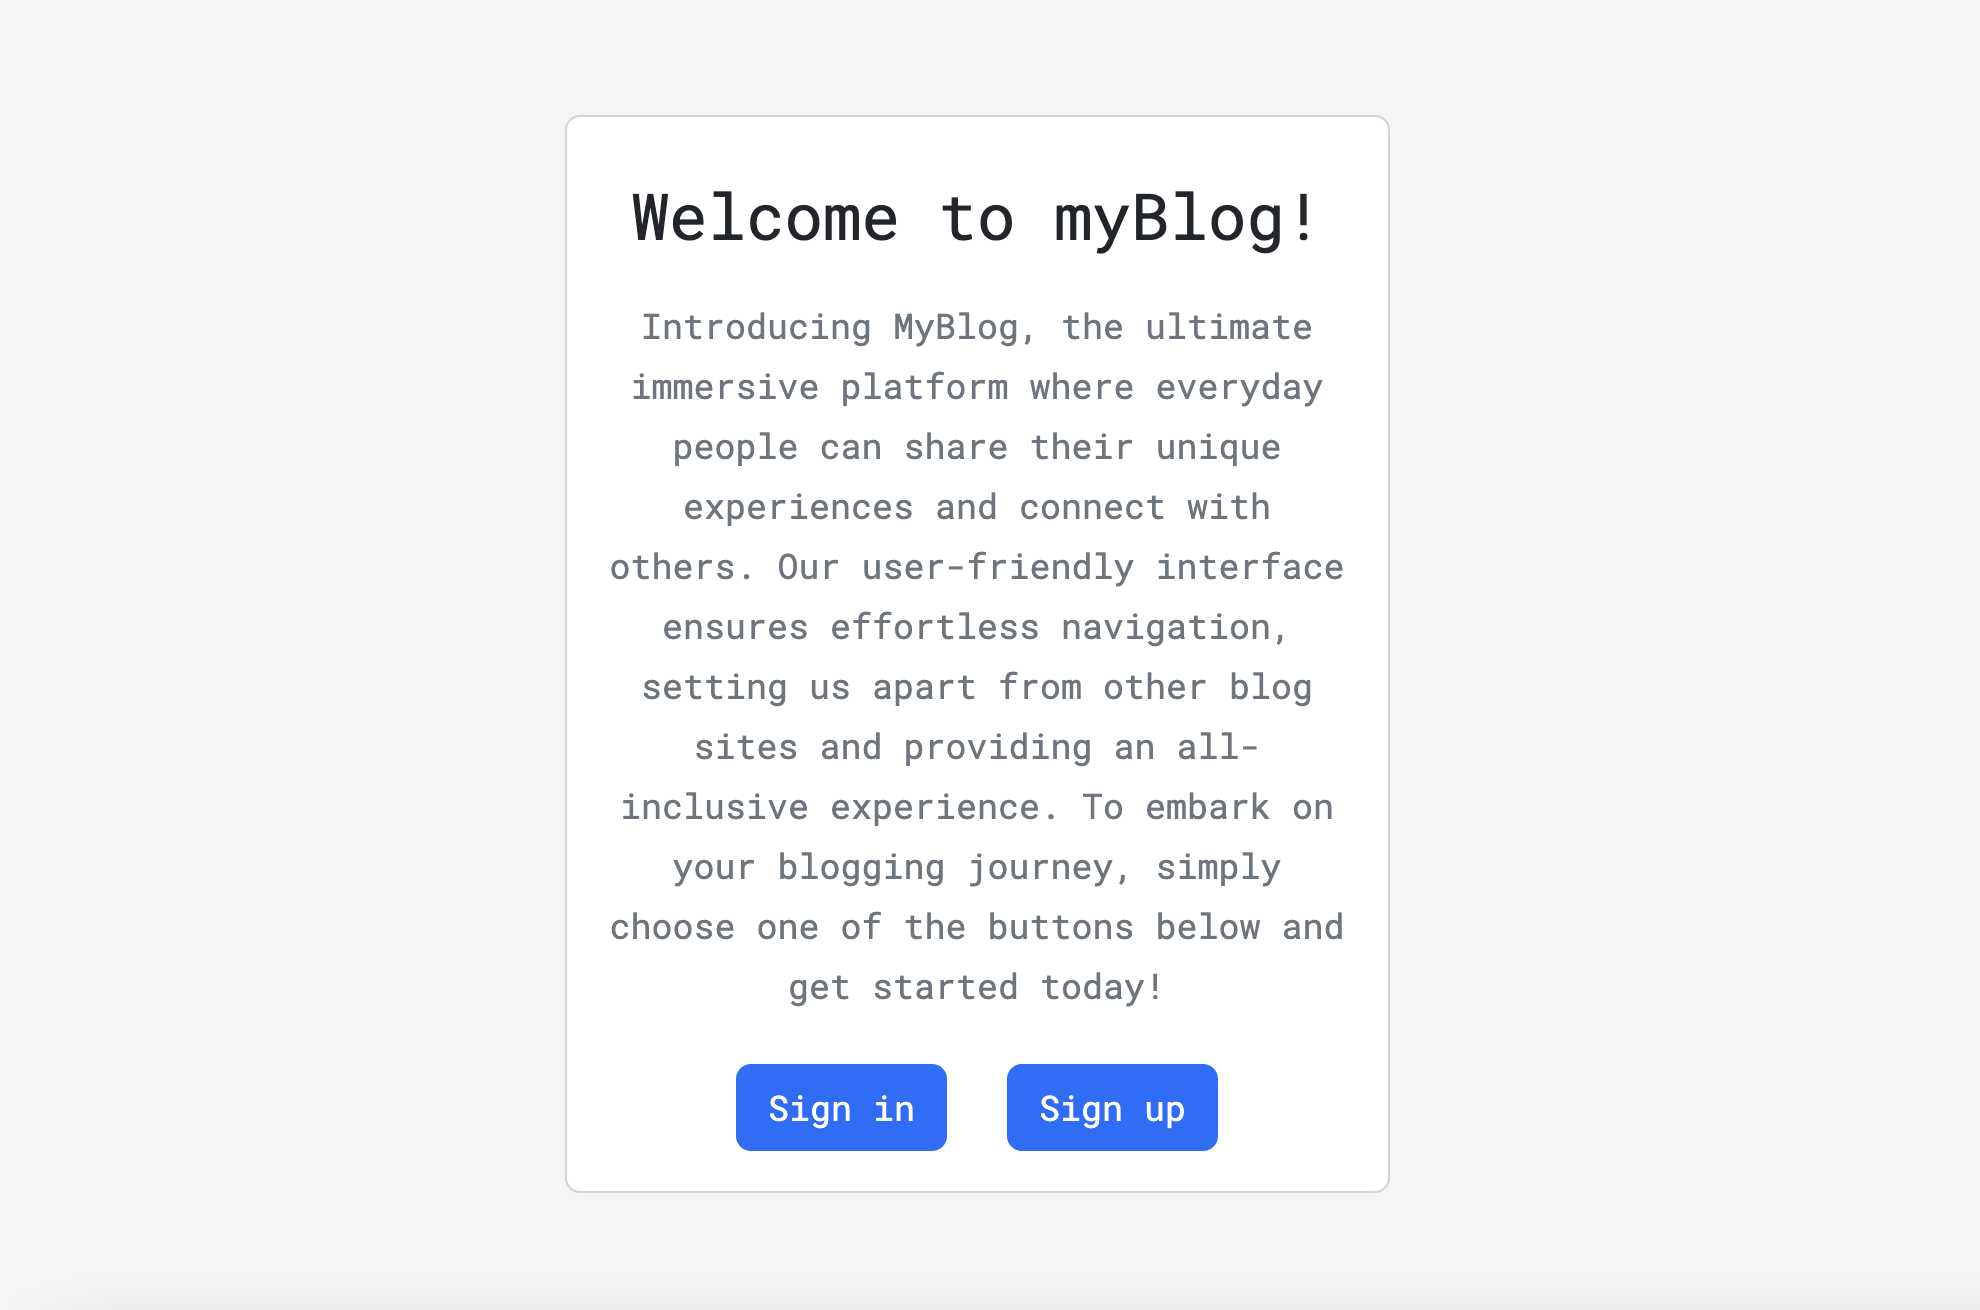 Welcome to myBlog!
Introducing MyBlog, the ultimate
immersive platform where everyday
people can share their unique
experiences and connect with
others. Our user-friendly interface
ensures effortless navigation,
setting us apart from other blog
sites and providing an all-
inclusive experience. To embark on
your blogging journey, simply
choose one of the buttons below and
get started today!
Sign in
Sign up